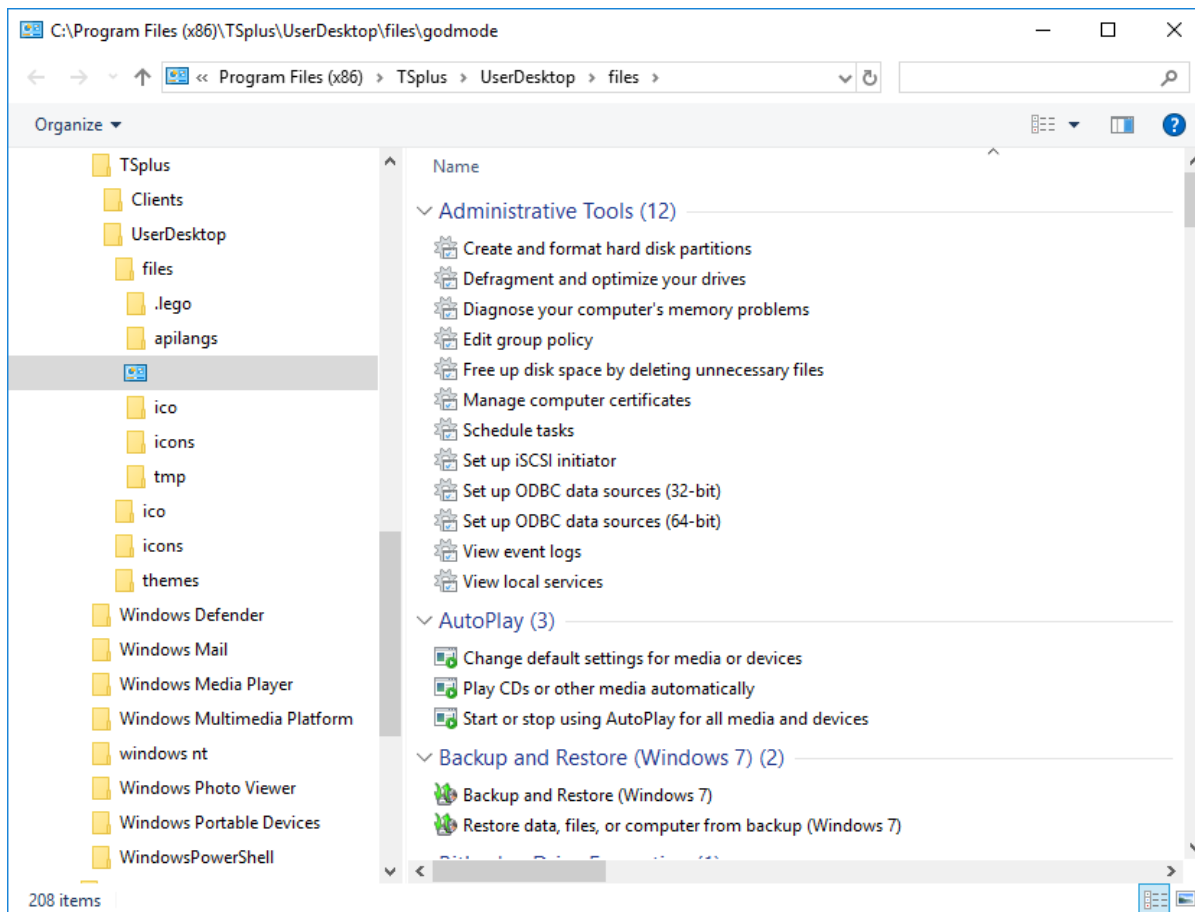 C:\Program Files (x86)\TSplus\UserDesktop\files\godmode
« Program Files (x86) > TSplus > UserDesktop > files >
Organize
TSplus
Clients
UserDesktop
files
.lego
apilangs
ico
icons
tmp
ico
icons
themes
Windows Defender
Windows Mail
Windows Media Player
Windows Multimedia Platform
windows nt
Windows Photo Viewer
Windows Portable Devices
WindowsPowerShell
Name
Administrative Tools (12)
Create and format hard disk partitions
Defragment and optimize your drives
Diagnose your computer's memory problems
Edit group policy
Free up disk space by deleting unnecessary files
Manage computer certificates
Schedule tasks
Set up iSCSI initiator
Set up ODBC data sources (32-bit)
Set up ODBC data sources (64-bit)
View event logs
View local services
AutoPlay (3)
Change default settings for media or devices
Play CDs or other media automatically
Start or stop using AutoPlay for all media and devices
Backup and Restore (Windows 7) (2)
Backup and Restore (Windows 7)
Restore data, files, or computer from backup (Windows 7)
208 items